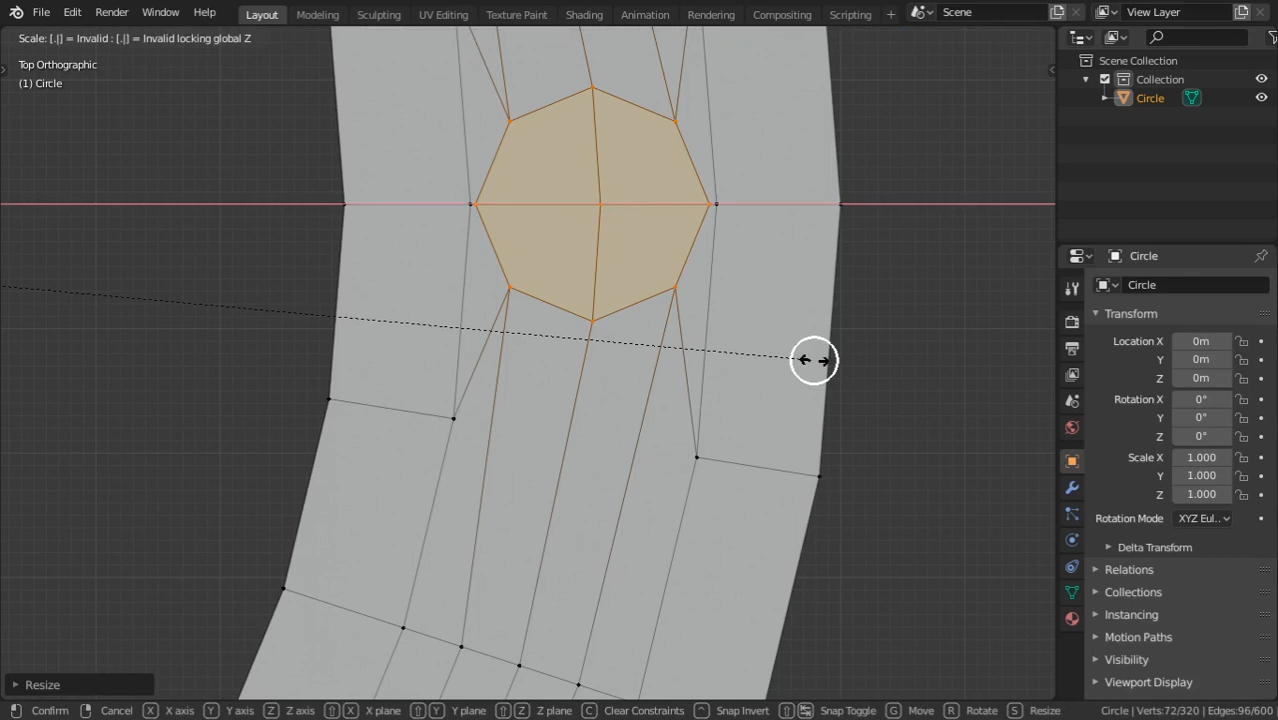 File Edit Render Window Help Layout Modeling Sculpting UV Editing Texture Paint Shading Animation Rendering Compositing Scripting + Scene View Layer
Scale: [.|] = Invalid : [.|] = Invalid locking global Z
Top Orthographic
(1) Circle
Scene Collection
Collection
Circle
Circle
Circle
Transform
Location X 0m
Y 0m
Z 0m
Rotation X 0°
Y 0°
Z 0°
Scale X 1.000
Y 1.000
Z 1.000
Rotation Mode XYZ Eul..
Delta Transform
Relations
Collections
Instancing
Motion Paths
Visibility
Viewport Display
Resize
Confirm Cancel X X axis Y Y axis Z Z axis X X plane Y Y plane Z Z plane C Clear Constraints Snap Invert Snap Toggle G Move R Rotate S Resize Circle | Verts:72/320 | Edges:96/600